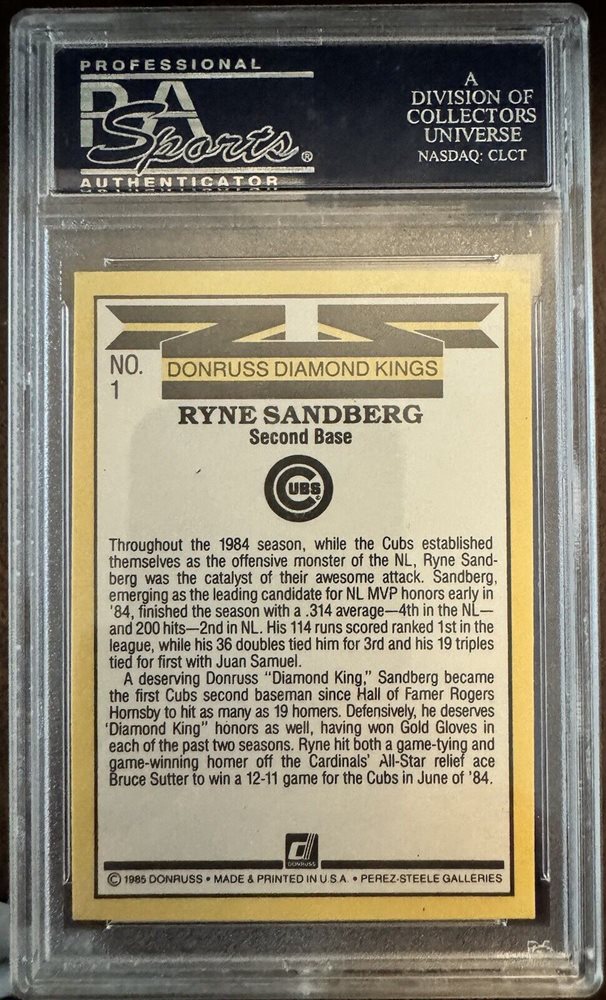 PROFESSIONAL
PSA
Sports®
AUTHENTICATOR
A
DIVISION OF
COLLECTORS
UNIVERSE
NASDAQ: CLCT
NO.
1
DONRUSS DIAMOND KINGS
RYNE SANDBERG
Second Base
CUBS
Throughout the 1984 season, while the Cubs established
themselves as the offensive monster of the NL, Ryne Sand-
berg was the catalyst of their awesome attack. Sandberg,
emerging as the leading candidate for NL MVP honors early in
'84, finished the season with a .314 average—4th in the NL—
and 200 hits—2nd in NL. His 114 runs scored ranked 1st in the
league, while his 36 doubles tied him for 3rd and his 19 triples
tied for first with Juan Samuel.
A deserving Donruss "Diamond King," Sandberg became
the first Cubs second baseman since Hall of Famer Rogers
Hornsby to hit as many as 19 homers. Defensively, he deserves
'Diamond King" honors as well, having won Gold Gloves in
each of the past two seasons. Ryne hit both a game-tying and
game-winning homer off the Cardinals' All-Star relief ace
Bruce Sutter to win a 12-11 game for the Cubs in June of '84.
DONRUSS
© 1985 DONRUSS • MADE & PRINTED IN U.S.A. • PEREZ-STEELE GALLERIES